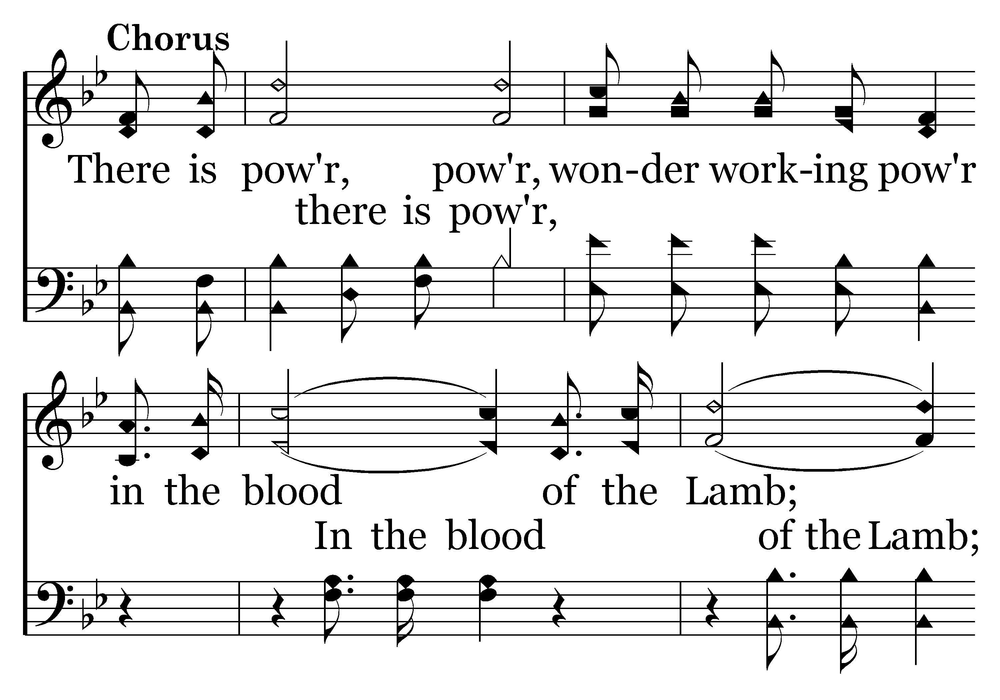 Chorus
There is pow'r, pow'r, won-der work-ing pow'r
there is pow'r,
in the blood of the Lamb;
In the blood of the Lamb;